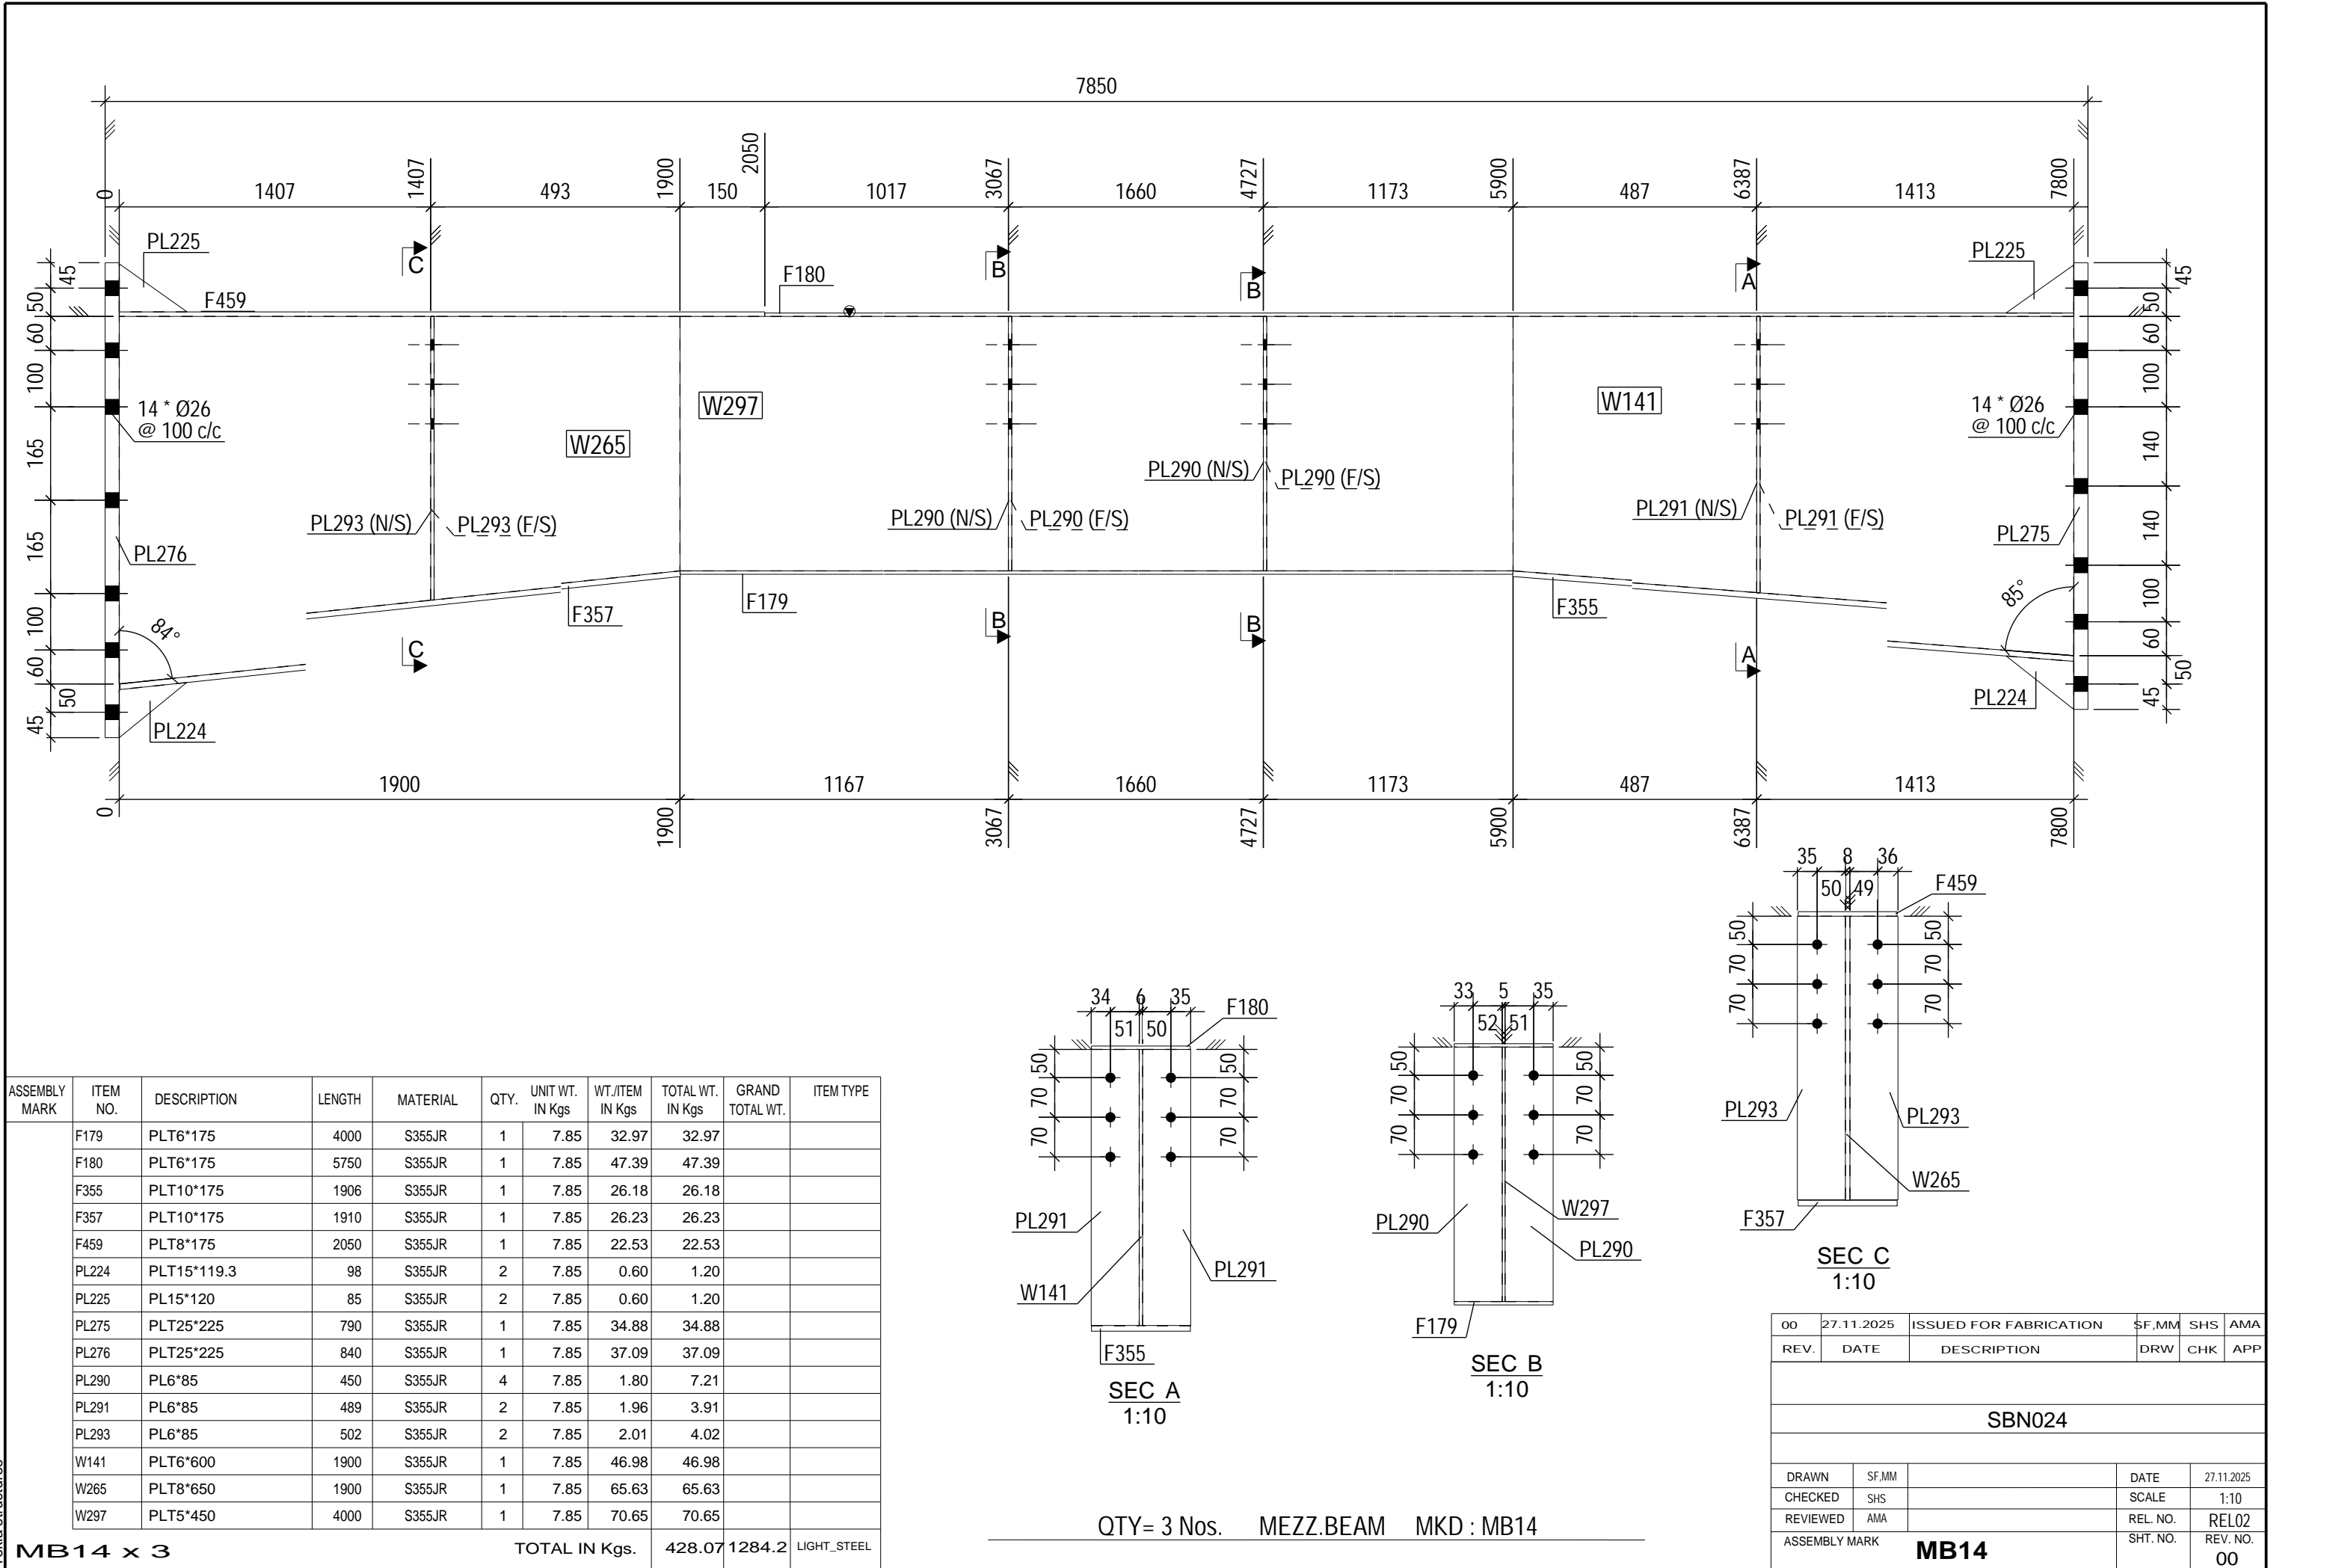 7850
0
1407
1407
493
1900
150
2050
1017
3067
1660
4727
1173
5900
487
6387
1413
7800
PL225
C
B
B
A
PL225
F459
F180
45
50
60
100
165
165
100
60
50
45
45
50
60
100
140
140
100
60
50
45
14 * Ø26
@ 100 c/c
W265
W297
W141
14 * Ø26
@ 100 c/c
PL293 (N/S)
PL293 (F/S)
PL290 (N/S)
PL290 (F/S)
PL290 (N/S)
PL290 (F/S)
PL291 (N/S)
PL291 (F/S)
PL276
PL275
84°
F357
F179
F355
85°
C
B
B
A
PL224
PL224
1900
1167
1660
1173
487
1413
0
1900
3067
4727
5900
6387
7800
34 6 35
51 50
F180
50
70
70
50
70
70
PL291
PL291
W141
F355
SEC A
1:10
33 5 35
52 51
50
70
70
50
70
70
PL290
W297
PL290
F179
SEC B
1:10
35 8 36
50 49
F459
50
70
70
50
70
70
PL293
PL293
W265
F357
SEC C
1:10
ASSEMBLY MARK ITEM NO. DESCRIPTION LENGTH MATERIAL QTY. UNIT WT. IN Kgs WT./ITEM IN Kgs TOTAL WT. IN Kgs GRAND TOTAL WT. ITEM TYPE
F179 PLT6*175 4000 S355JR 1 7.85 32.97 32.97
F180 PLT6*175 5750 S355JR 1 7.85 47.39 47.39
F355 PLT10*175 1906 S355JR 1 7.85 26.18 26.18
F357 PLT10*175 1910 S355JR 1 7.85 26.23 26.23
F459 PLT8*175 2050 S355JR 1 7.85 22.53 22.53
PL224 PLT15*119.3 98 S355JR 2 7.85 0.60 1.20
PL225 PL15*120 85 S355JR 2 7.85 0.60 1.20
PL275 PLT25*225 790 S355JR 1 7.85 34.88 34.88
PL276 PLT25*225 840 S355JR 1 7.85 37.09 37.09
PL290 PL6*85 450 S355JR 4 7.85 1.80 7.21
PL291 PL6*85 489 S355JR 2 7.85 1.96 3.91
PL293 PL6*85 502 S355JR 2 7.85 2.01 4.02
W141 PLT6*600 1900 S355JR 1 7.85 46.98 46.98
W265 PLT8*650 1900 S355JR 1 7.85 65.63 65.63
W297 PLT5*450 4000 S355JR 1 7.85 70.65 70.65
MB14 x 3 TOTAL IN Kgs. 428.07 1284.2 LIGHT_STEEL
QTY= 3 Nos. MEZZ.BEAM MKD : MB14
00 27.11.2025 ISSUED FOR FABRICATION SF,MM SHS AMA
REV. DATE DESCRIPTION DRW CHK APP
SBN024
DRAWN SF,MM DATE 27.11.2025
CHECKED SHS SCALE 1:10
REVIEWED AMA REL. NO. REL02
ASSEMBLY MARK MB14 SHT. NO. REV. NO.
00